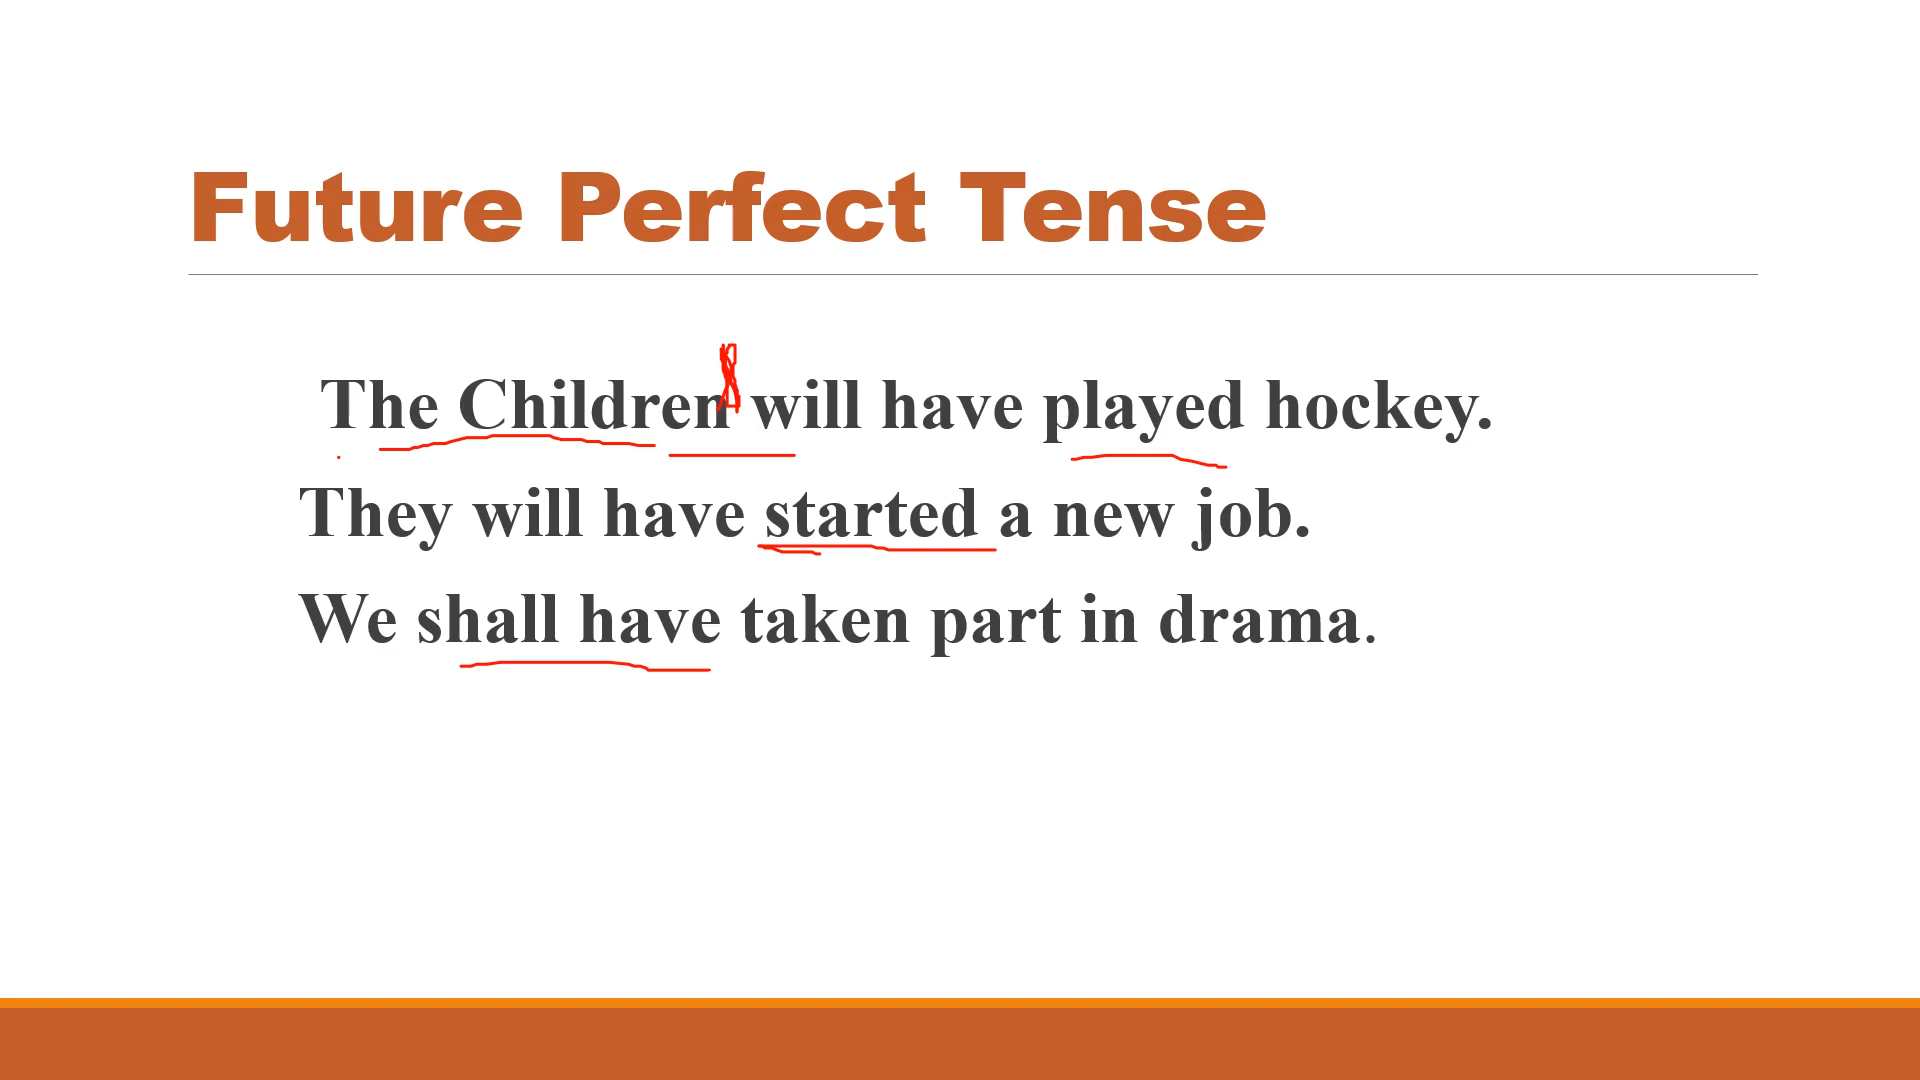 Future Perfect Tense
The Children will have played hockey.
They will have started a new job.
We shall have taken part in drama.